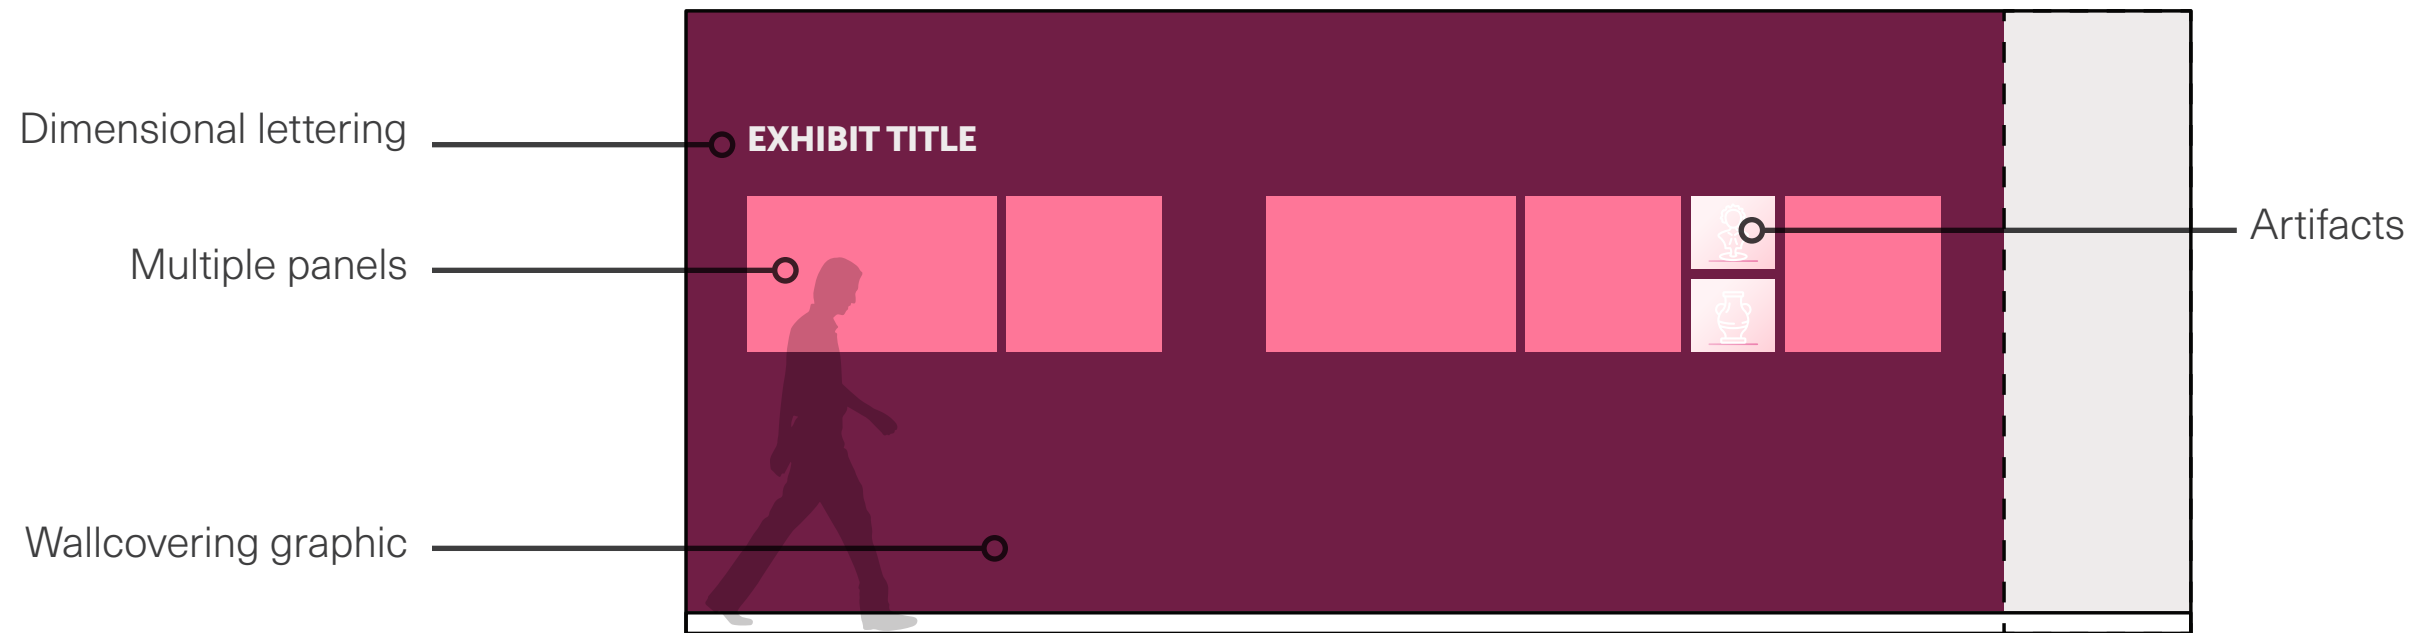 Dimensional lettering
EXHIBIT TITLE
Multiple panels
Artifacts
Wallcovering graphic